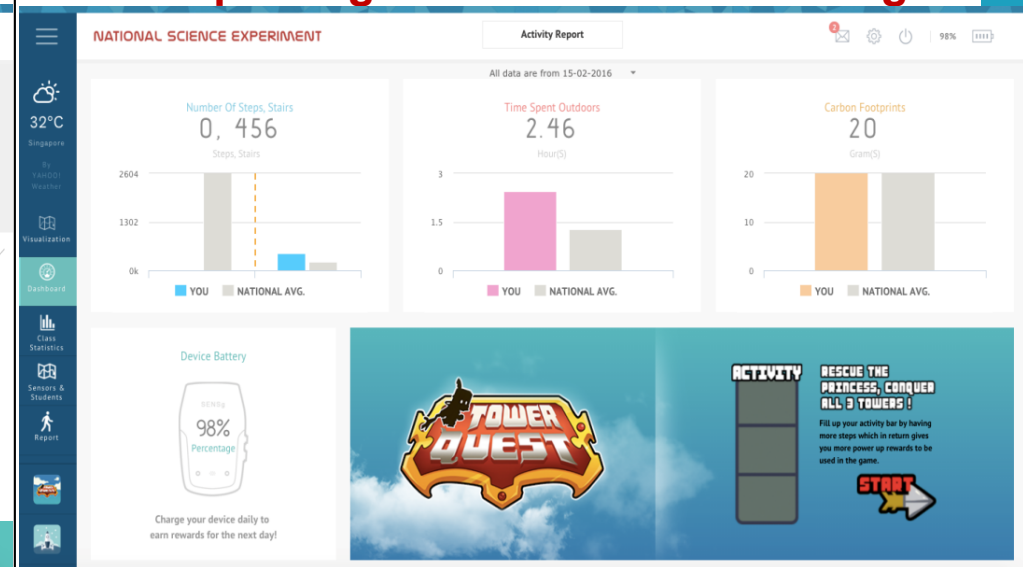 NATIONAL SCIENCE EXPERIMENT
Activity Report
2
98%
All data are from 15-02-2016
32°C
Singapore
By
YAHOO!
Weather
Visualization
Dashboard
Class
Statistics
Sensors &
Students
Report
Number Of Steps, Stairs
0, 456
Steps, Stairs
2604
1302
0k
YOU NATIONAL AVG.
Time Spent Outdoors
2.46
Hour(S)
3
1.5
0
YOU NATIONAL AVG.
Carbon Footprints
20
Gram(S)
20
10
0
YOU NATIONAL AVG.
Device Battery
SENSg
98%
Percentage
Charge your device daily to
earn rewards for the next day!
TOWER
QUEST
ACTIVITY
RESCUE THE
PRINCESS, CONQUER
ALL 3 TOWERS !
Fill up your activity bar by having
more steps which in return gives
you more power up rewards to be
used in the game.
START